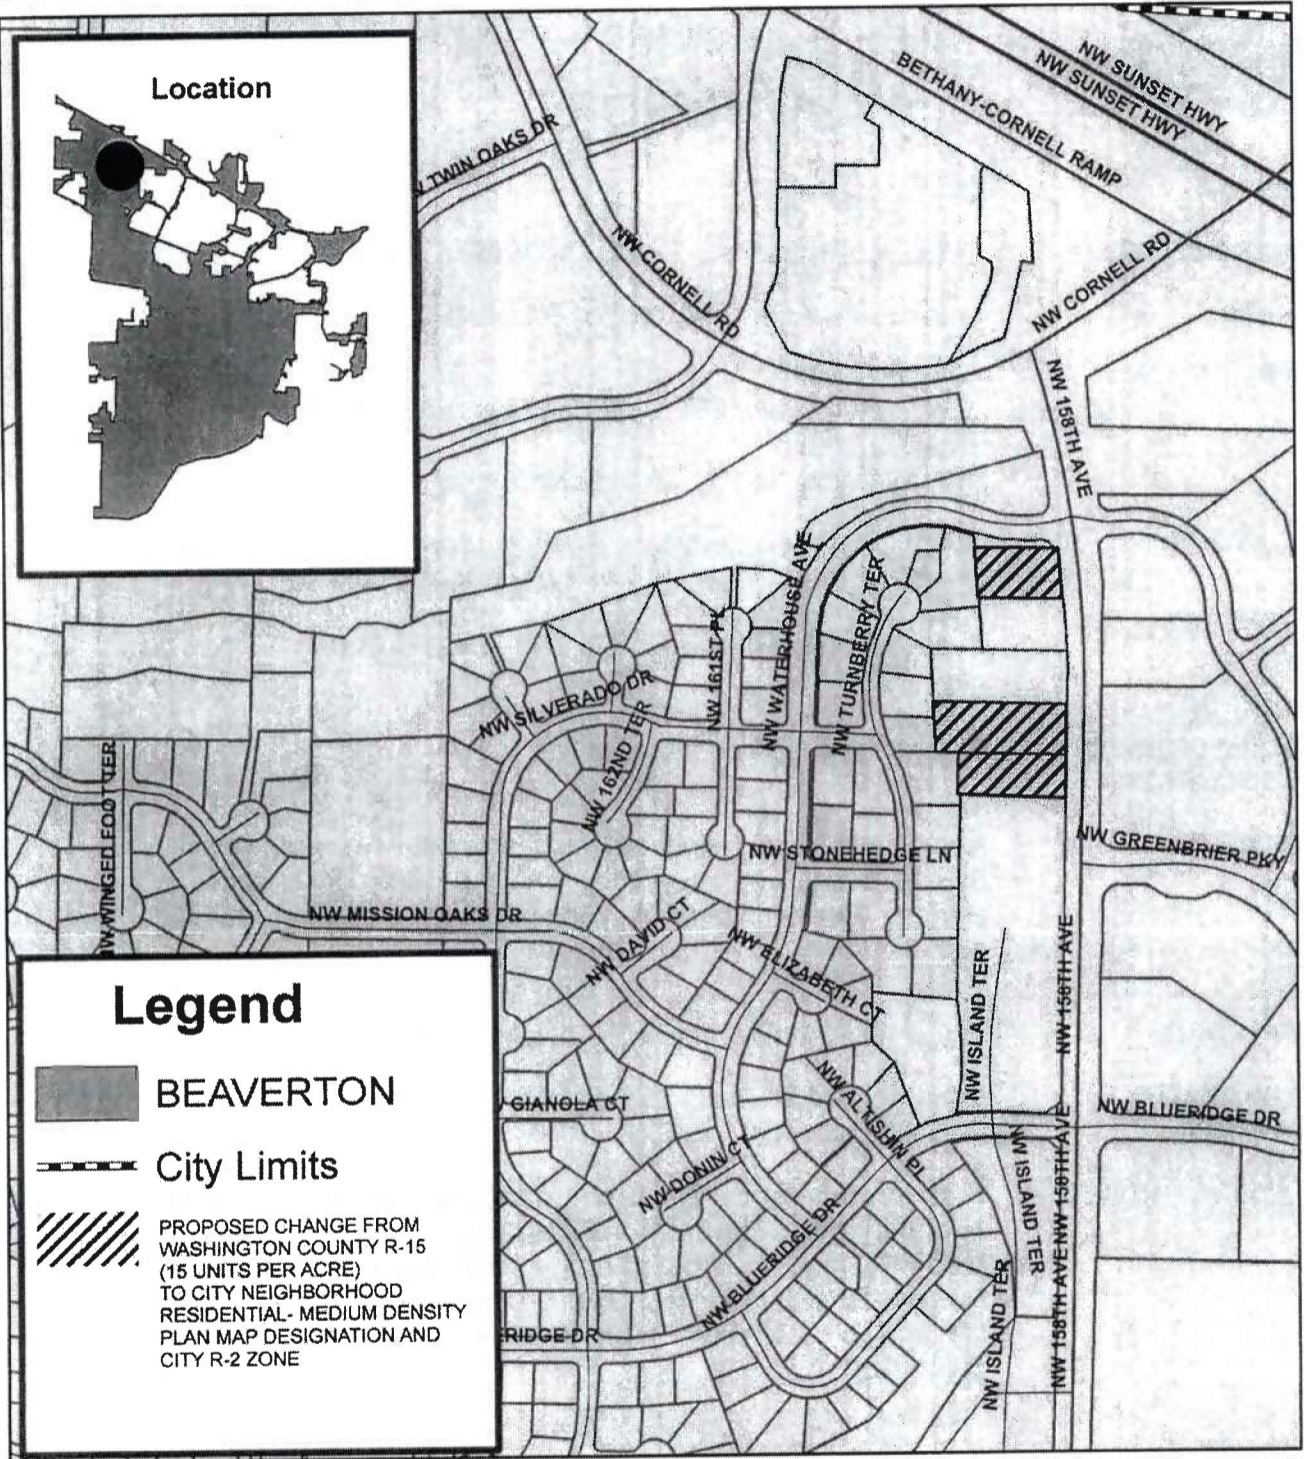 Location
NW SUNSET HWY
NW SUNSET HWY
BETHANY-CORNELL RAMP
TWIN OAKS DR
NW CORNELL RD
NW CORNELL RD
NW 158TH AVE
NW WATERHOUSE AVE
NW TURNBERRY TER
NW 161ST PL
NW SILVERADO DR
NW 162ND TER
NW WINGED FOOT TER
NW STONEHEDGE LN
NW GREENBRIER PKY
NW MISSION OAKS DR
NW DAVID CT
NW ELIZABETH CT
NW ISLAND TER
NW 158TH AVE
Legend
BEAVERTON
City Limits
PROPOSED CHANGE FROM
WASHINGTON COUNTY R-15
(15 UNITS PER ACRE)
TO CITY NEIGHBORHOOD
RESIDENTIAL- MEDIUM DENSITY
PLAN MAP DESIGNATION AND
CITY R-2 ZONE
GIANOLA CT
NW ALTISHIN PL
NW BLUERIDGE DR
NW DONIN CT
NW BLUERIDGE DR
NW ISLAND TER
NW ISLAND TER
NW 158TH AVENW 158TH AVE
RIDGE DR